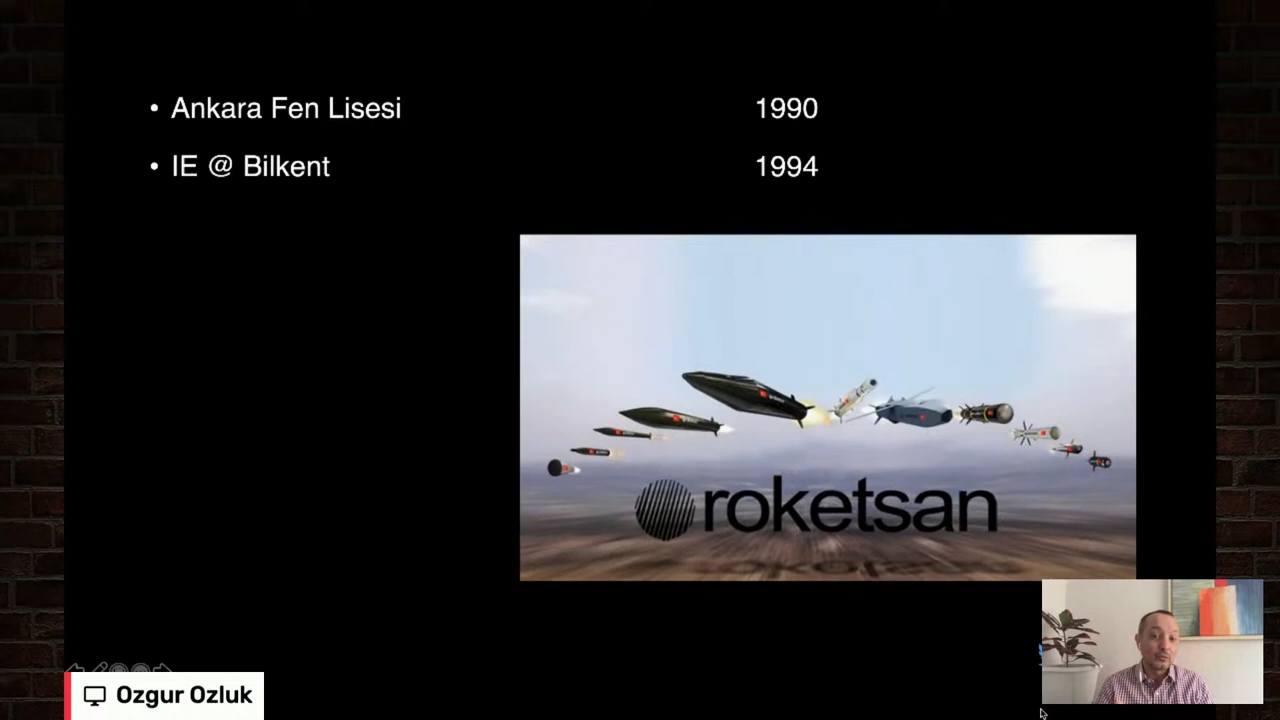 • Ankara Fen Lisesi 1990
• IE @ Bilkent 1994
roketsan
Ozgur Ozluk